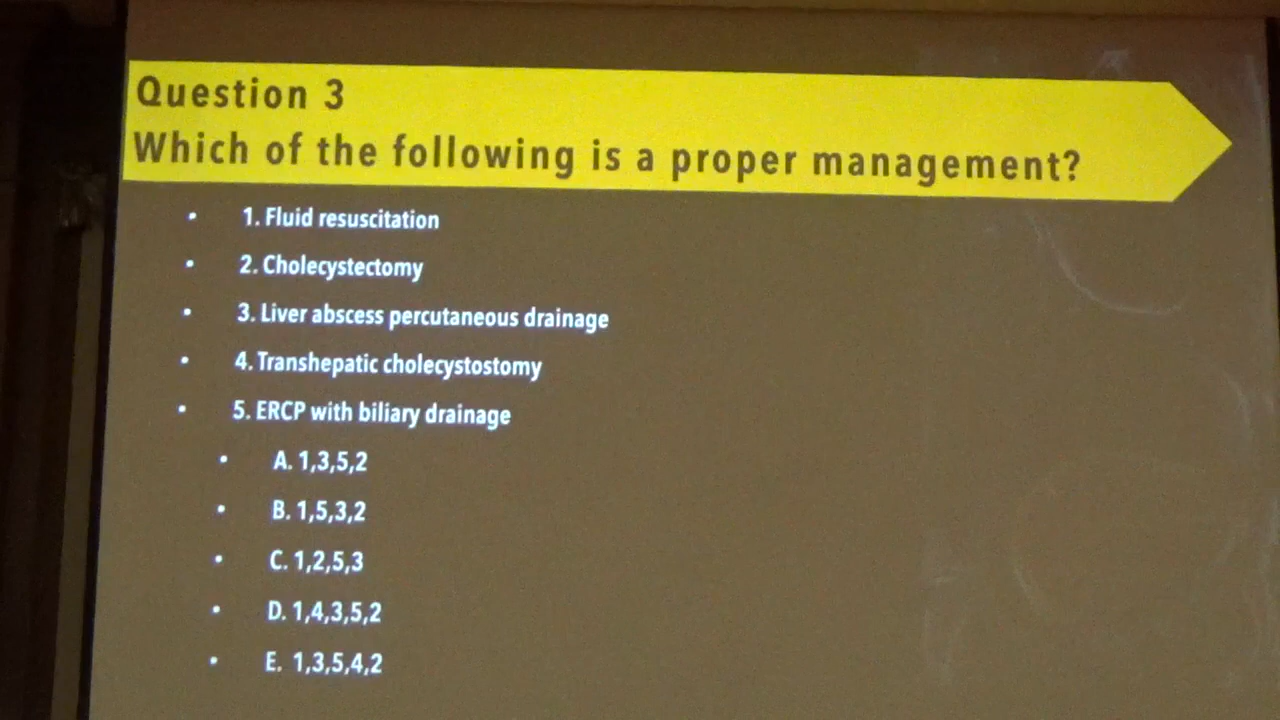 Question 3
Which of the following is a proper management?
• 1. Fluid resuscitation
• 2. Cholecystectomy
• 3. Liver abscess percutaneous drainage
• 4. Transhepatic cholecystostomy
• 5. ERCP with biliary drainage
• A. 1,3,5,2
• B. 1,5,3,2
• C. 1,2,5,3
• D. 1,4,3,5,2
• E. 1,3,5,4,2